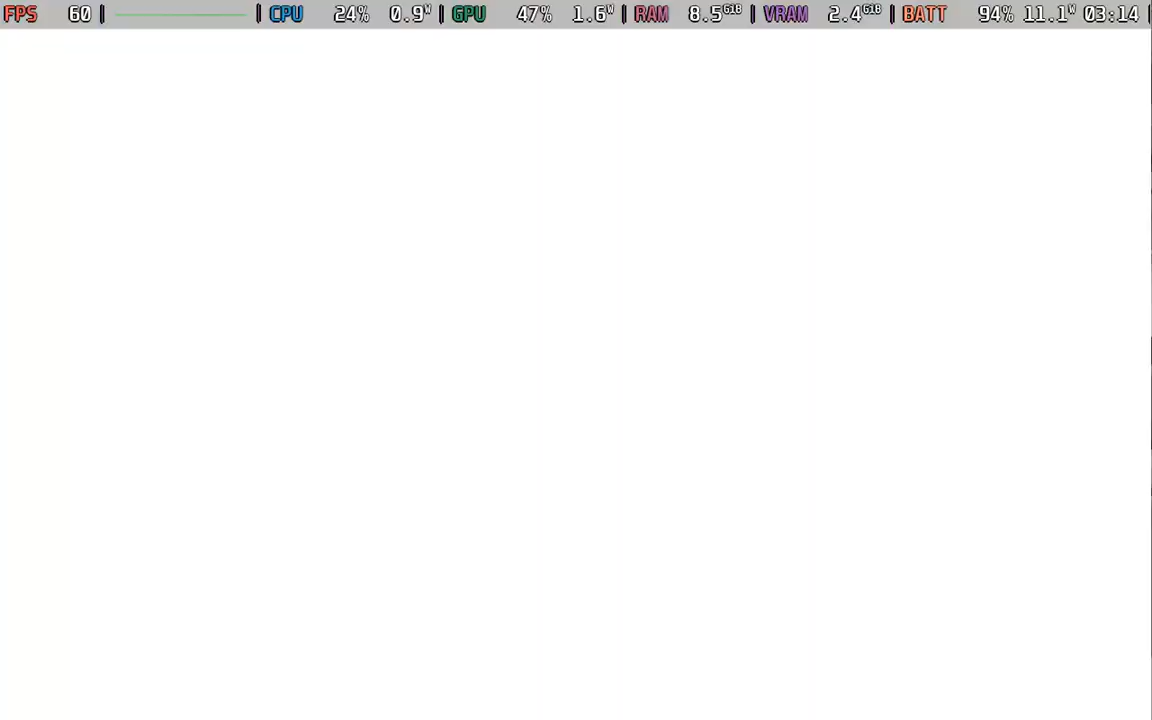 FPS 60 | | CPU 24% 0.9W | GPU 47% 1.6W | RAM 8.5GiB | VRAM 2.4GiB | BATT 94% 11.1W 03:14 |